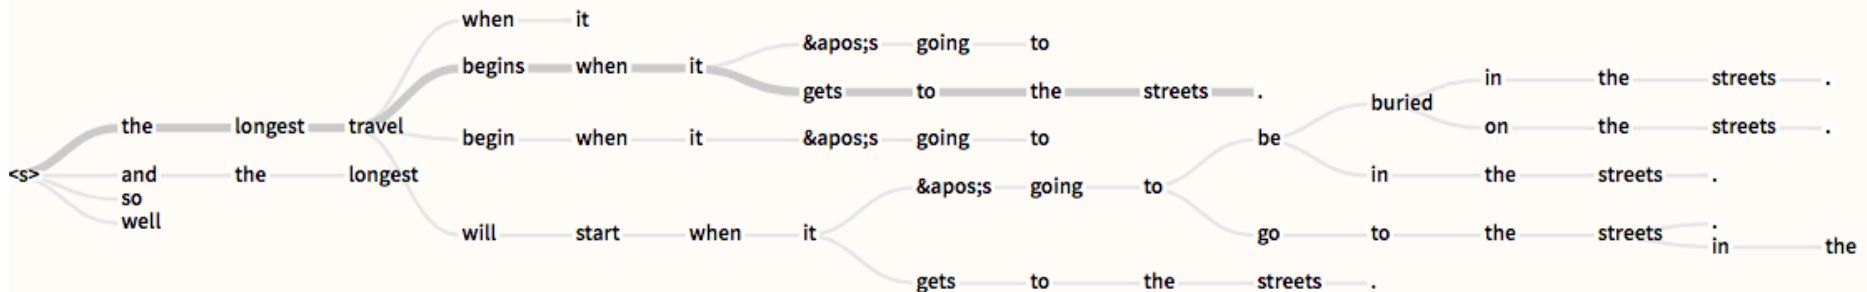 when it
&apos;s going to
begins when it
in the streets .
gets to the streets .
buried
<s> the longest travel
on the streets .
begin when it &apos;s going to
be
and the longest
in the streets .
&apos;s going to
so
well
will start when it
go to the streets .
in the
gets to the streets .